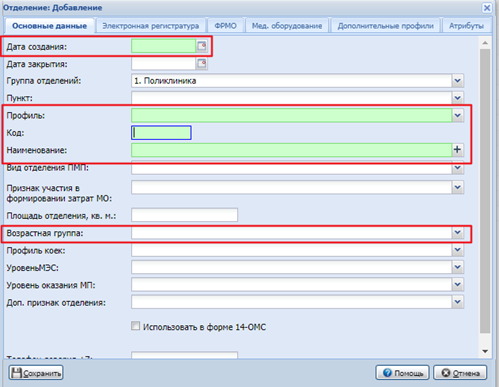 Отделение: Добавление
Основные данные Электронная регистратура ФРМО Мед. оборудование Дополнительные профили Атрибуты
Дата создания:
Дата закрытия:
Группа отделений: 1. Поликлиника
Пункт:
Профиль:
Код:
Наименование:
Вид отделения ПМП:
Признак участия в
формировании затрат МО:
Площадь отделения, кв. м.:
Возрастная группа:
Профиль коек:
УровеньМЭС:
Уровень оказания МП:
Доп. признак отделения:
Использовать в форме 14-ОМС
Сохранить Помощь Отмена